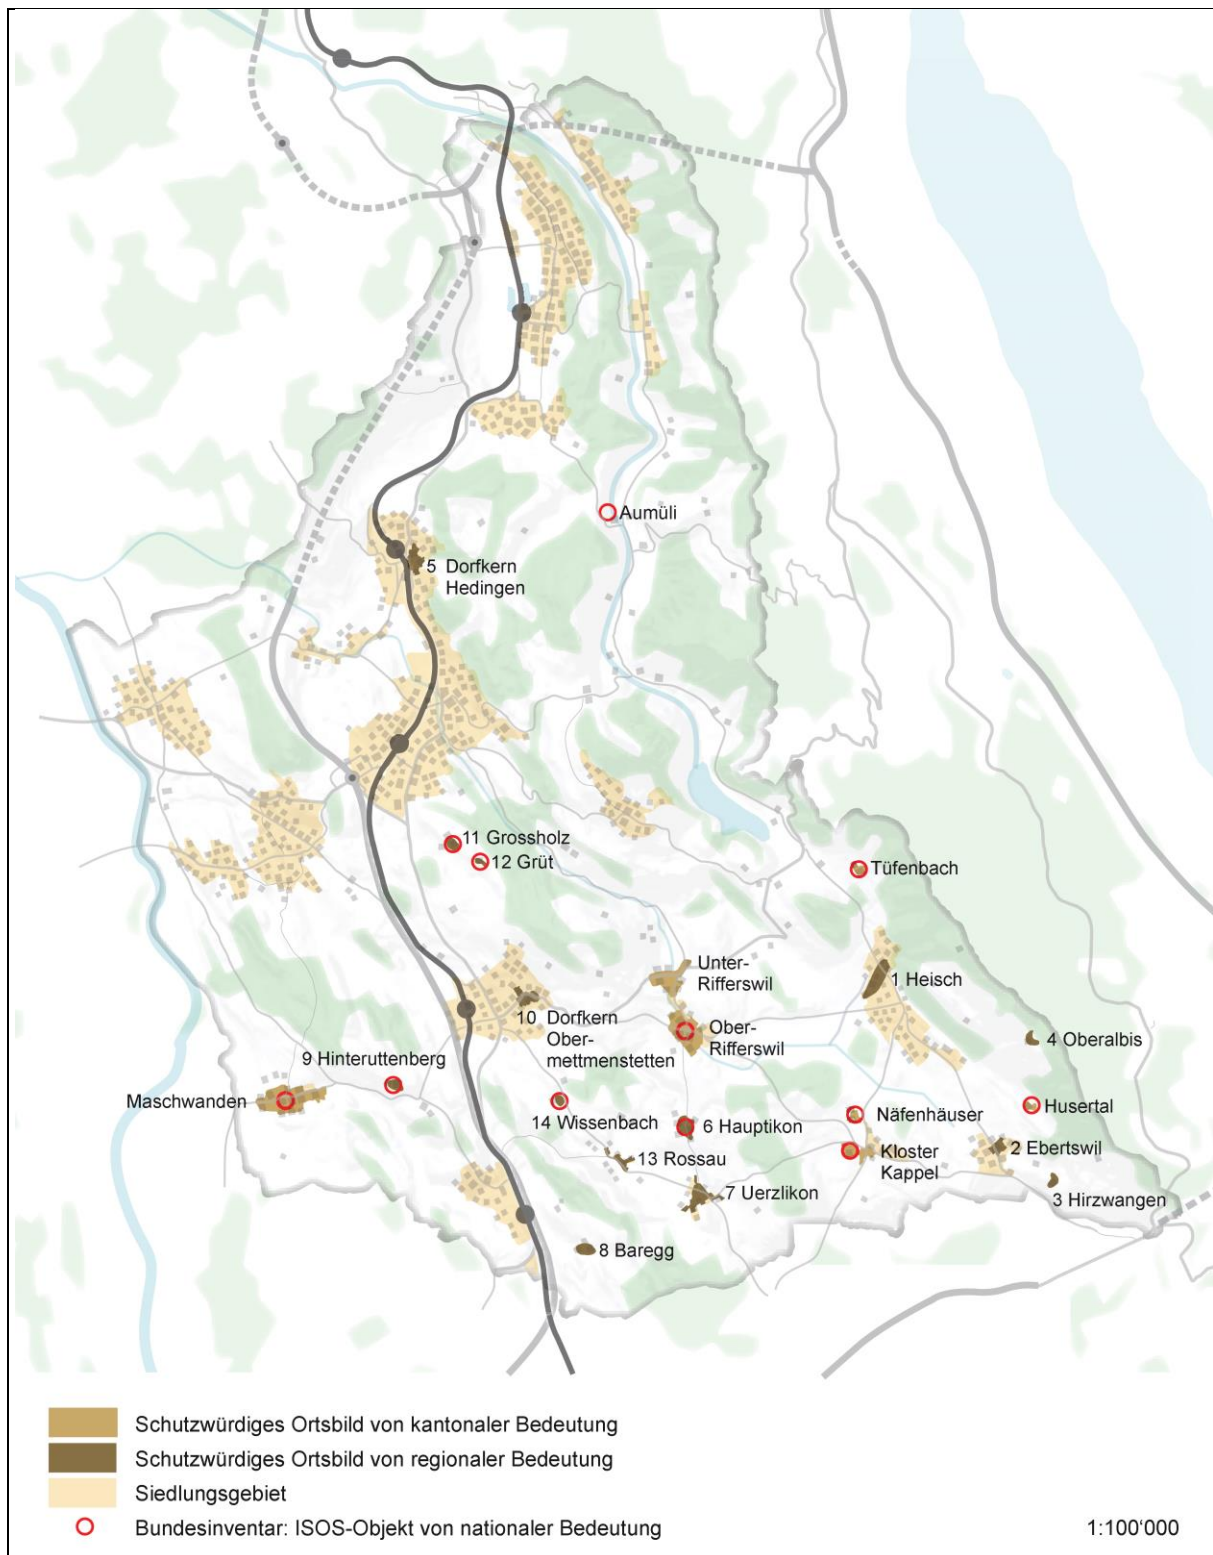 Aumüli
5 Dorfkern
Hedingen
11 Grossholz
12 Grüt
Tüfenbach
Unter-
Rifferswil
1 Heisch
10 Dorfkern
Ober-
mettmenstetten
Ober-
Rifferswil
4 Oberalbis
9 Hinteruttenberg
Maschwanden
14 Wissenbach
6 Hauptikon
Näfenhäuser
Husertal
13 Rossau
Kloster
Kappel
2 Ebertswil
7 Uerzlikon
3 Hirzwangen
8 Baregg
Schutzwürdiges Ortsbild von kantonaler Bedeutung
Schutzwürdiges Ortsbild von regionaler Bedeutung
Siedlungsgebiet
Bundesinventar: ISOS-Objekt von nationaler Bedeutung
1:100'000